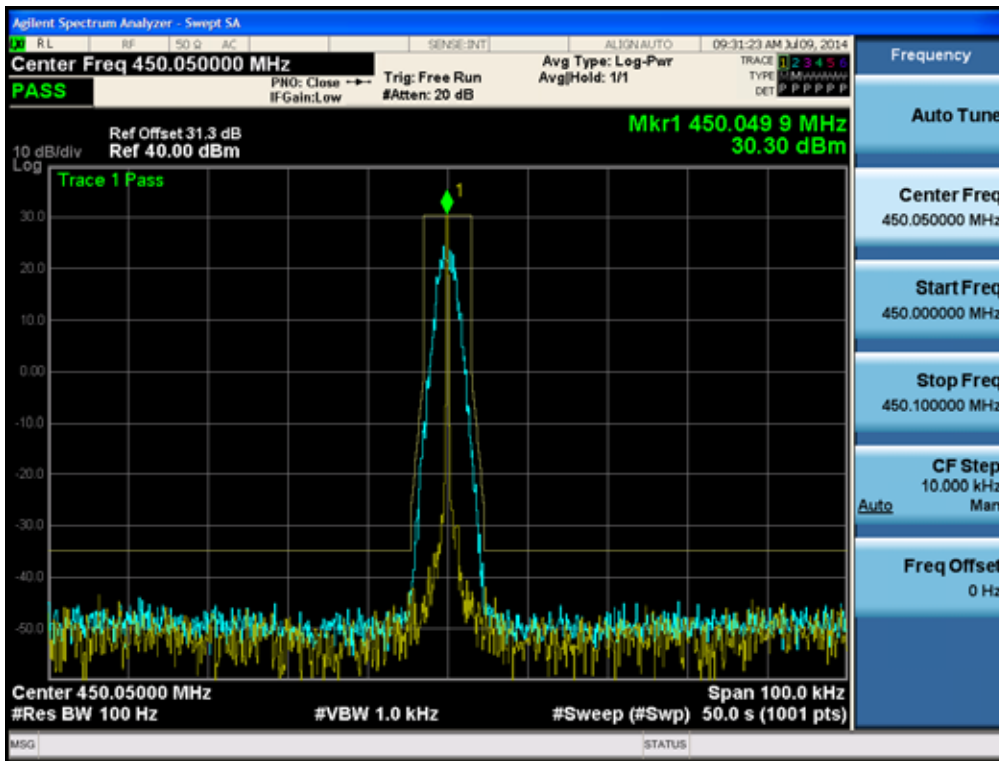 Agilent Spectrum Analyzer - Swept SA
RL RF 50 Ω AC SENSE:INT ALIGN AUTO 09:31:23 AM Jul 09, 2014
Center Freq 450.050000 MHz
PASS
PNO: Close
IFGain:Low
Trig: Free Run
#Atten: 20 dB
Avg Type: Log-Pwr
Avg|Hold: 1/1
TRACE 1 2 3 4 5 6
TYPE
DET P P P P P P
Ref Offset 31.3 dB
10 dB/div Ref 40.00 dBm
Log
Mkr1 450.049 9 MHz
30.30 dBm
Trace 1 Pass
1
30.0
20.0
10.0
0.00
-10.0
-20.0
-30.0
-40.0
-50.0
Center 450.05000 MHz Span 100.0 kHz
#Res BW 100 Hz #VBW 1.0 kHz #Sweep (#Swp) 50.0 s (1001 pts)
MSG STATUS
Frequency
Auto Tune
Center Freq
450.050000 MHz
Start Freq
450.000000 MHz
Stop Freq
450.100000 MHz
CF Step
10.000 kHz
Auto Man
Freq Offset
0 Hz